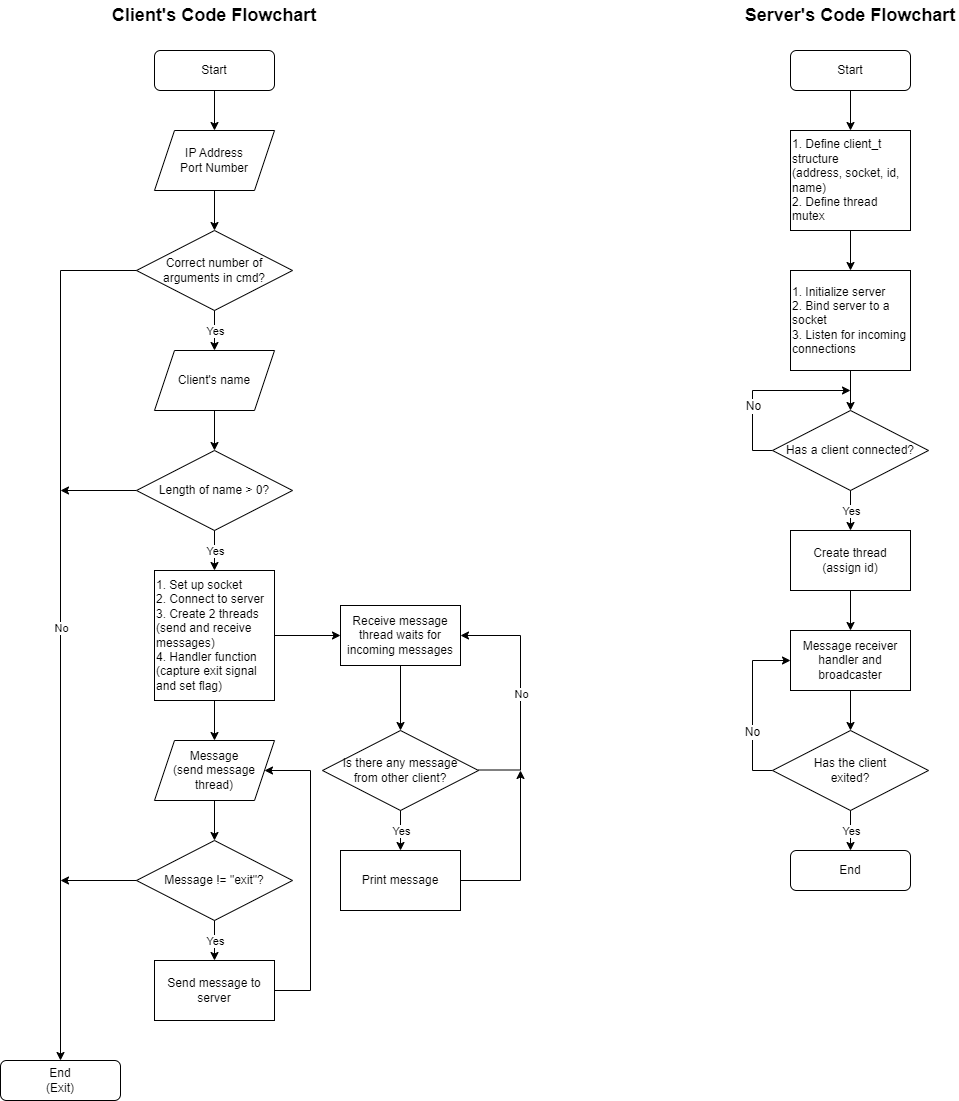 Client's Code Flowchart
Start
IP Address
Port Number
Correct number of
arguments in cmd?
Yes
Client's name
Length of name > 0?
Yes
1. Set up socket
2. Connect to server
3. Create 2 threads
(send and receive
messages)
4. Handler function
(capture exit signal
and set flag)
No
Message
(send message
thread)
Message != "exit"?
Yes
Send message to
server
End
(Exit)
Receive message
thread waits for
incoming messages
No
Is there any message
from other client?
Yes
Print message
Server's Code Flowchart
Start
1. Define client_t
structure
(address, socket, id,
name)
2. Define thread
mutex
1. Initialize server
2. Bind server to a
socket
3. Listen for incoming
connections
No
Has a client connected?
Yes
Create thread
(assign id)
Message receiver
handler and
broadcaster
No
Has the client
exited?
Yes
End